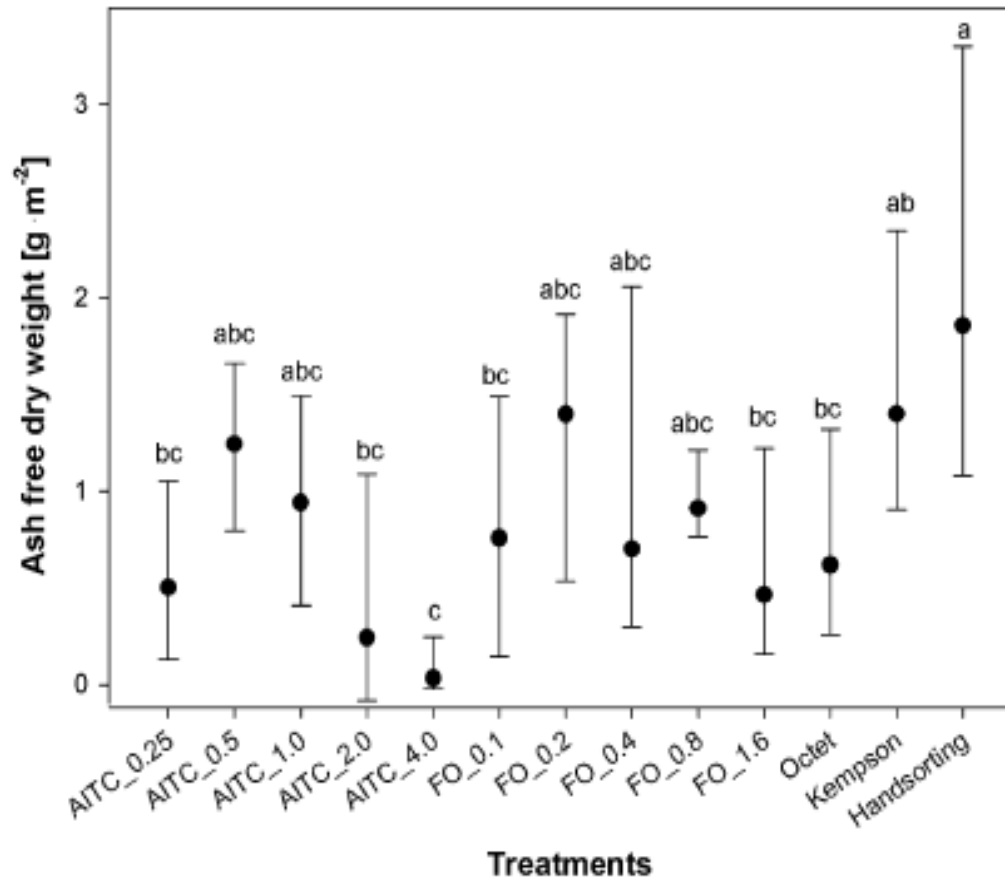 Ash free dry weight [g · m⁻²]
3
2
1
0
bc
abc
abc
bc
c
bc
abc
abc
abc
bc
bc
ab
a
AITC_0.25
AITC_0.5
AITC_1.0
AITC_2.0
AITC_4.0
FO_0.1
FO_0.2
FO_0.4
FO_0.8
FO_1.6
Octet
Kempson
Handsorting
Treatments